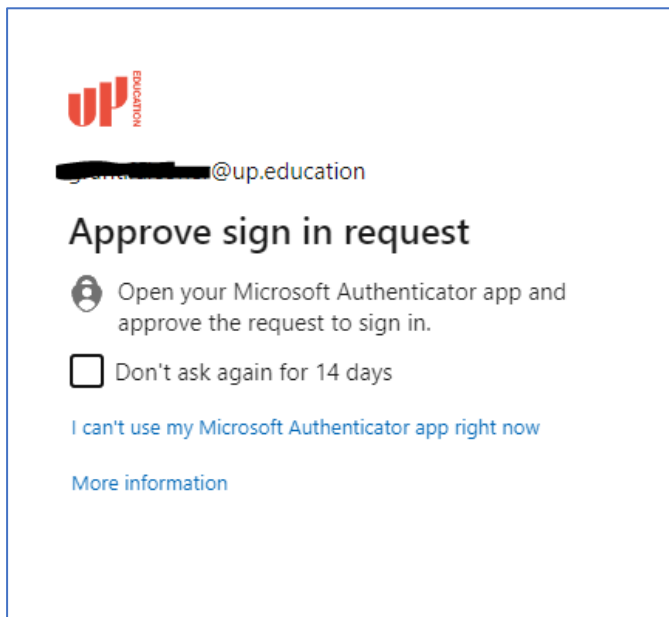 UP EDUCATION
@up.education
Approve sign in request
Open your Microsoft Authenticator app and
approve the request to sign in.
Don't ask again for 14 days
I can't use my Microsoft Authenticator app right now
More information